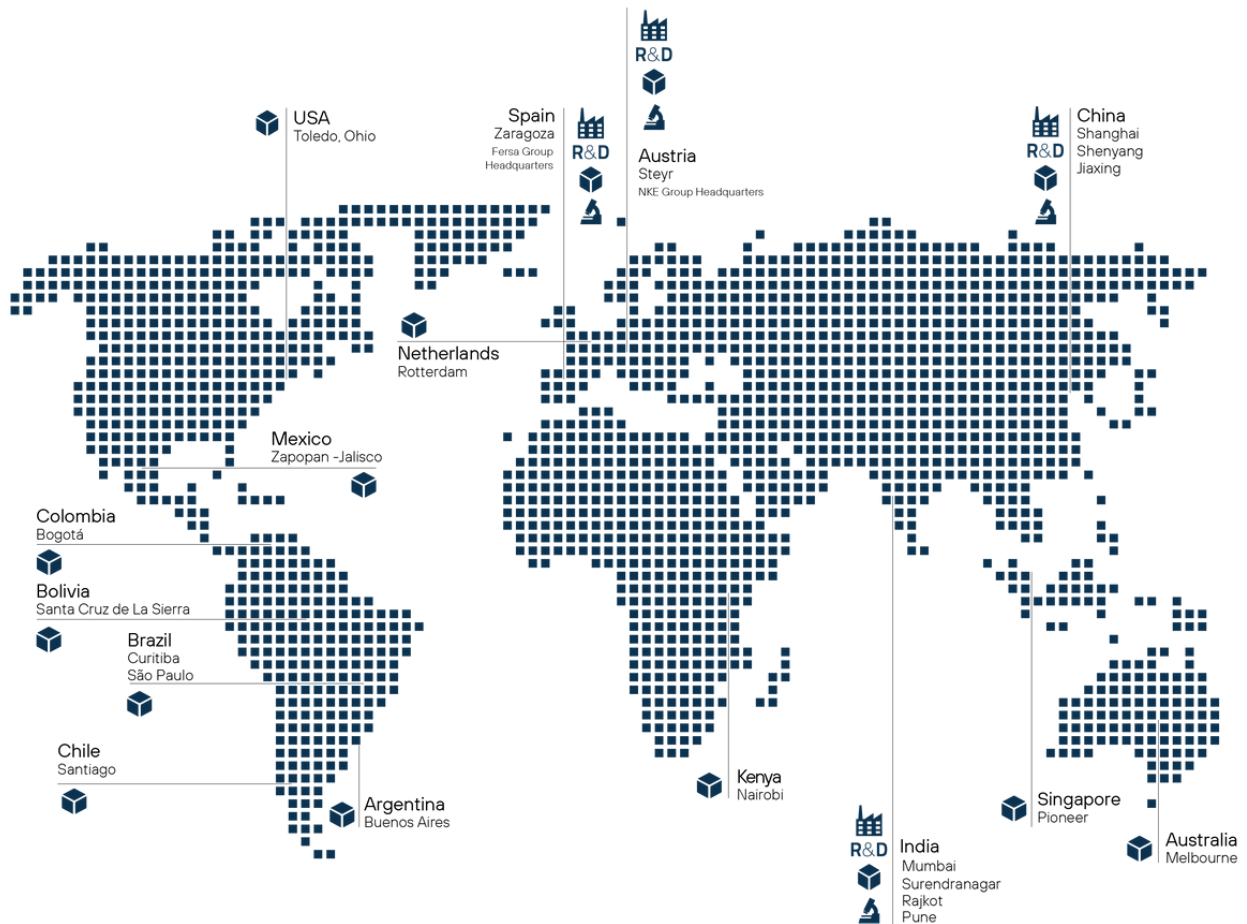 R&D
USA
Toledo, Ohio
Spain
Zaragoza
Fersa Group
Headquarters
R&D
Austria
Steyr
NKE Group Headquarters
R&D
China
Shanghai
Shenyang
Jiaxing
Netherlands
Rotterdam
Mexico
Zapopan -Jalisco
Colombia
Bogotá
Bolivia
Santa Cruz de La Sierra
Brazil
Curitiba
São Paulo
Chile
Santiago
Argentina
Buenos Aires
Kenya
Nairobi
R&D
India
Mumbai
Surendranagar
Rajkot
Pune
Singapore
Pioneer
Australia
Melbourne